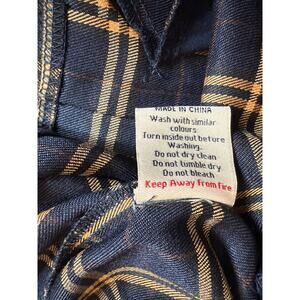 MADE IN CHINA
Wash with similar
colours
Turn inside out before
Washing.
Do not dry clean
Do not tumble dry
Do not bleach
Keep Away From Fire